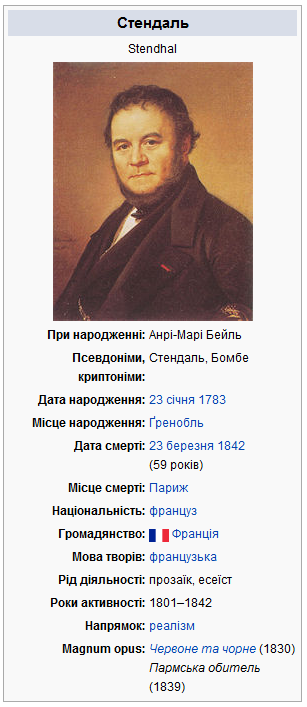 Стендаль
Stendhal
При народженні: Анрі-Марі Бейль
Псевдоніми, Стендаль, Бомбе
криптоніми:
Дата народження: 23 січня 1783
Місце народження: Ґренобль
Дата смерті: 23 березня 1842
(59 років)
Місце смерті: Париж
Національність: француз
Громадянство: Франція
Мова творів: французька
Рід діяльності: прозаїк, есеїст
Роки активності: 1801–1842
Напрямок: реалізм
Magnum opus: Червоне та чорне (1830)
Пармська обитель
(1839)